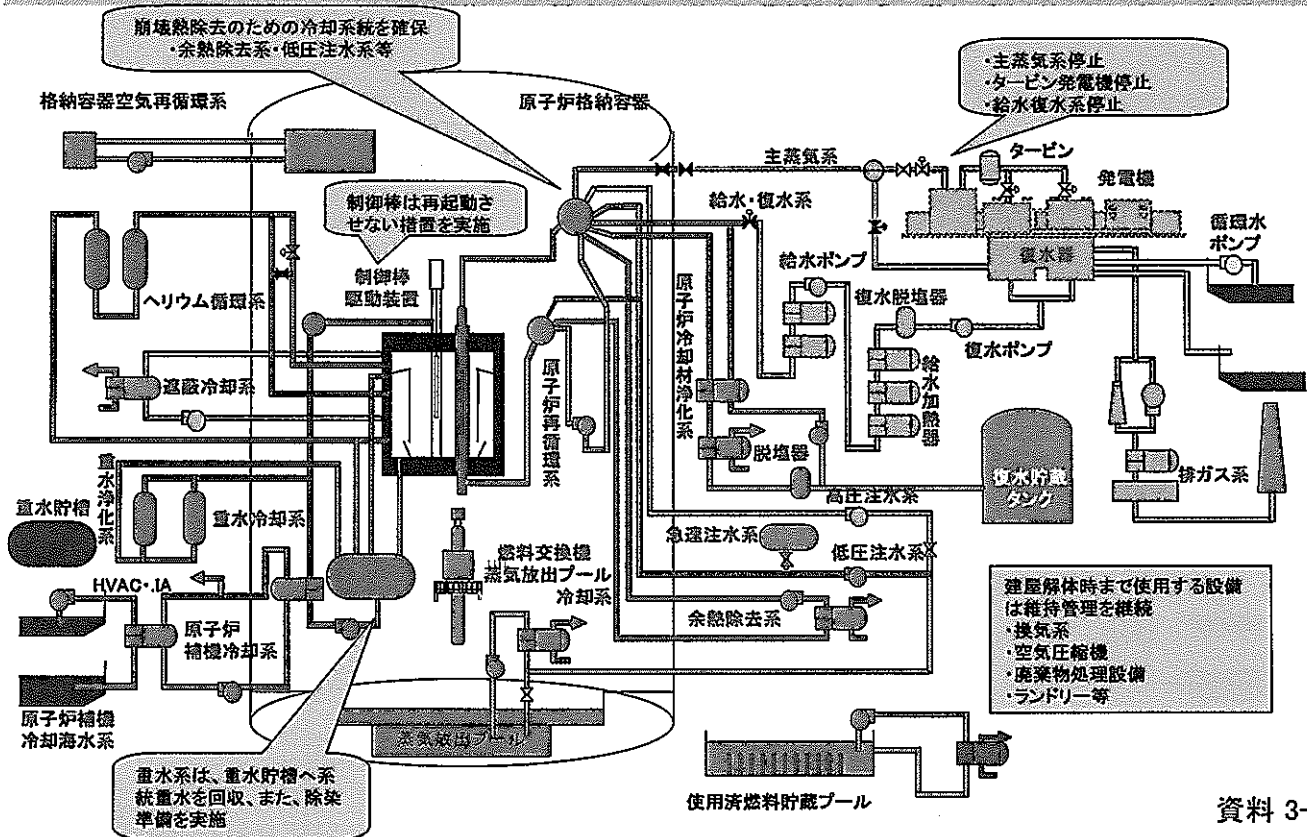 崩壊熱除去のための冷却系統を確保
・余熱除去系・低圧注水系等
・主蒸気系停止
・タービン発電機停止
・給水復水系停止
格納容器空気再循環系
原子炉格納容器
主蒸気系
タービン
発電機
制御棒は再起動さ
せない措置を実施
給水・復水系
循環水
ポンプ
復水器
給水ポンプ
制御棒
駆動装置
ヘリウム循環系
復水脱塩器
復水ポンプ
原子炉冷却材浄化系
給水加熱器
遮蔽冷却系
原子炉再循環系
脱塩器
復水貯蔵
タンク
排ガス系
重水浄化系
重水貯槽
重水冷却系
高圧注水系
急速注水系
低圧注水系
燃料交換機
蒸気放出プール
冷却系
HVAC・IA
原子炉
補機冷却系
余熱除去系
建屋解体時まで使用する設備
は維持管理を継続
・換気系
・空気圧縮機
・廃棄物処理設備
・ランドリー等
原子炉補機
冷却海水系
蒸気放出プール
重水系は、重水貯槽へ系
統重水を回収、また、除染
準備を実施
使用済燃料貯蔵プール
資料 3-